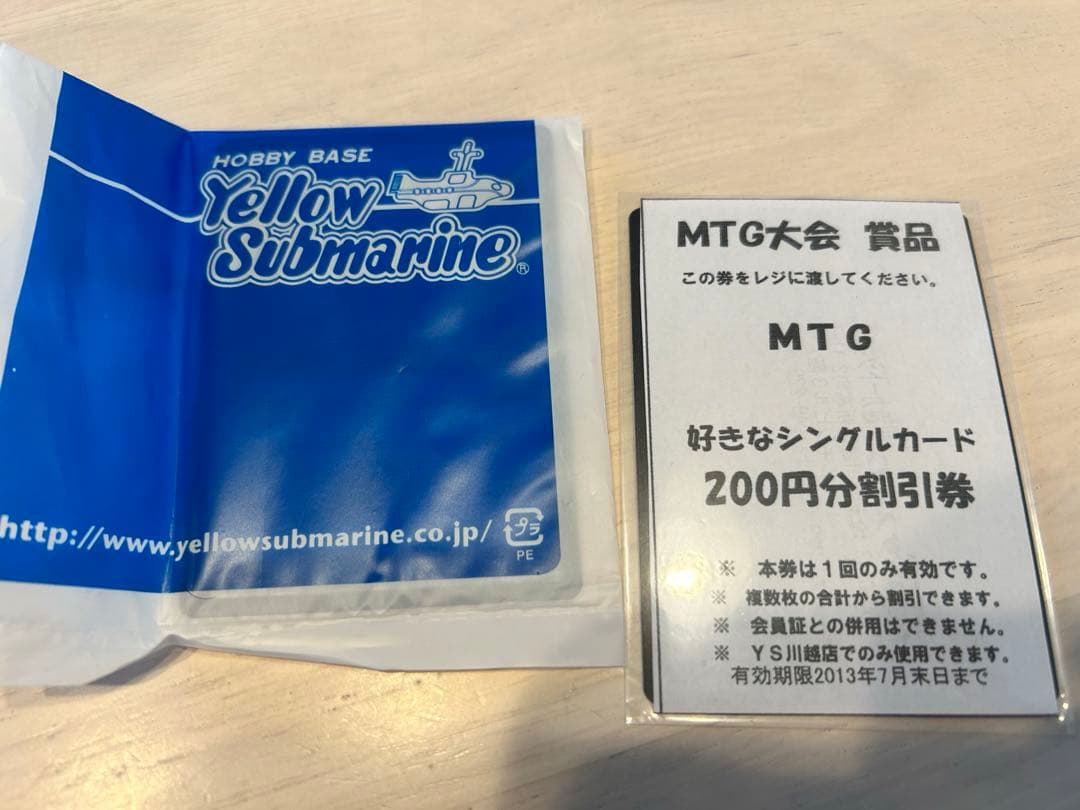 HOBBY BASE
Yellow
Submarine®
http://www.yellowsubmarine.co.jp/
プラ
PE
MTG大会 賞品
この券をレジに渡してください。
MTG
好きなシングルカード
200円分割引券
※ 本券は1回のみ有効です。
※ 複数枚の合計から割引できます。
※ 会員証との併用はできません。
※ YS川越店でのみ使用できます。
有効期限2013年7月末日まで